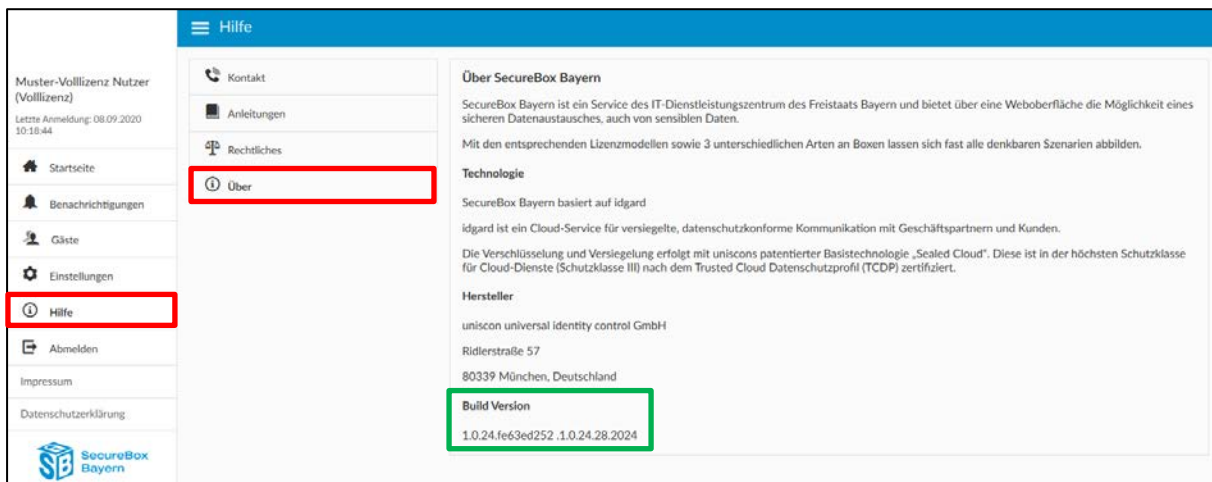 Hilfe
Muster-Volllizenz Nutzer
(Volllizenz)
Letzte Anmeldung: 08.09.2020
10:18:44
Startseite
Benachrichtigungen
Gäste
Einstellungen
Hilfe
Abmelden
Impressum
Datenschutzerklärung
SecureBox
Bayern
Kontakt
Anleitungen
Rechtliches
Über
Über SecureBox Bayern
SecureBox Bayern ist ein Service des IT-Dienstleistungszentrum des Freistaats Bayern und bietet über eine Weboberfläche die Möglichkeit eines
sicheren Datenaustausches, auch von sensiblen Daten.
Mit den entsprechenden Lizenzmodellen sowie 3 unterschiedlichen Arten an Boxen lassen sich fast alle denkbaren Szenarien abbilden.
Technologie
SecureBox Bayern basiert auf idgard
idgard ist ein Cloud-Service für versiegelte, datenschutzkonforme Kommunikation mit Geschäftspartnern und Kunden.
Die Verschlüsselung und Versiegelung erfolgt mit uniscons patentierter Basistechnologie „Sealed Cloud“. Diese ist in der höchsten Schutzklasse
für Cloud-Dienste (Schutzklasse III) nach dem Trusted Cloud Datenschutzprofil (TCDP) zertifiziert.
Hersteller
uniscon universal identity control GmbH
Ridlerstraße 57
80339 München, Deutschland
Build Version
1.0.24.fe63ed252 .1.0.24.28.2024